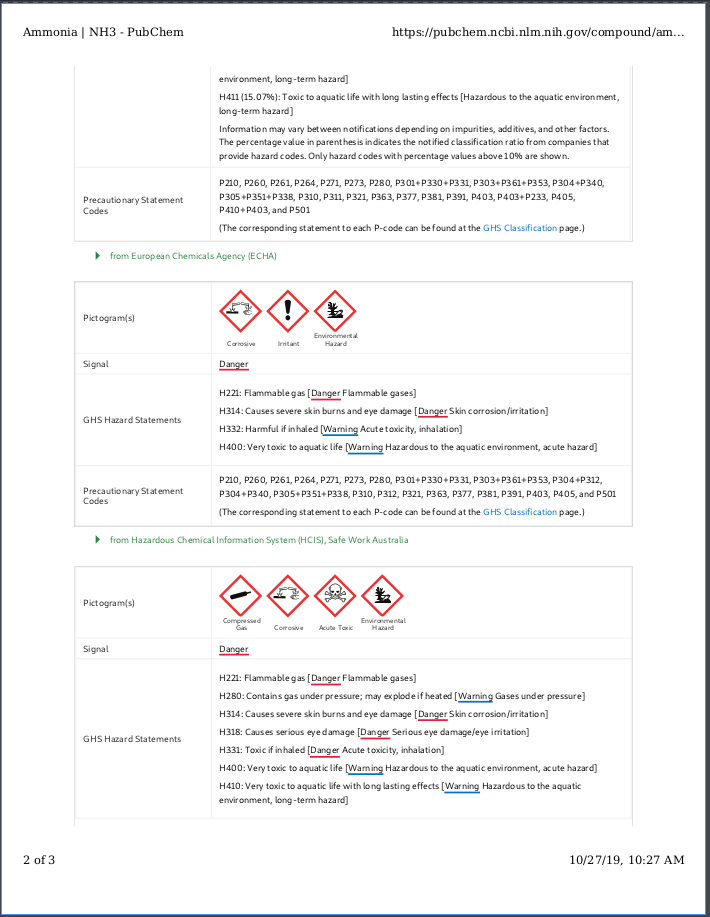 Ammonia | NH3 - PubChem
https://pubchem.ncbi.nlm.nih.gov/compound/am...
environment, long-term hazard]
H411 (15.07%): Toxic to aquatic life with long lasting effects [Hazardous to the aquatic environment,
long-term hazard]
Information may vary between notifications depending on impurities, additives, and other factors.
The percentage value in parenthesis indicates the notified classification ratio from companies that
provide hazard codes. Only hazard codes with percentage values above 10% are shown.
Precautionary Statement
Codes
P210, P260, P261, P264, P271, P273, P280, P301+P330+P331, P303+P361+P353, P304+P340,
P305+P351+P338, P310, P311, P321, P363, P377, P381, P391, P403, P403+P233, P405,
P410+P403, and P501
(The corresponding statement to each P-code can be found at the GHS Classification page.)
from European Chemicals Agency (ECHA)
Pictogram(s)
Corrosive
Irritant
Environmental
Hazard
Signal
Danger
GHS Hazard Statements
H221: Flammable gas [Danger Flammable gases]
H314: Causes severe skin burns and eye damage [Danger Skin corrosion/irritation]
H332: Harmful if inhaled [Warning Acute toxicity, inhalation]
H400: Very toxic to aquatic life [Warning Hazardous to the aquatic environment, acute hazard]
Precautionary Statement
Codes
P210, P260, P261, P264, P271, P273, P280, P301+P330+P331, P303+P361+P353, P304+P312,
P304+P340, P305+P351+P338, P310, P312, P321, P363, P377, P381, P391, P403, P405, and P501
(The corresponding statement to each P-code can be found at the GHS Classification page.)
from Hazardous Chemical Information System (HCIS), Safe Work Australia
Pictogram(s)
Compressed
Gas
Corrosive
Acute Toxic
Environmental
Hazard
Signal
Danger
GHS Hazard Statements
H221: Flammable gas [Danger Flammable gases]
H280: Contains gas under pressure; may explode if heated [Warning Gases under pressure]
H314: Causes severe skin burns and eye damage [Danger Skin corrosion/irritation]
H318: Causes serious eye damage [Danger Serious eye damage/eye irritation]
H331: Toxic if inhaled [Danger Acute toxicity, inhalation]
H400: Very toxic to aquatic life [Warning Hazardous to the aquatic environment, acute hazard]
H410: Very toxic to aquatic life with long lasting effects [Warning Hazardous to the aquatic
environment, long-term hazard]
2 of 3
10/27/19, 10:27 AM